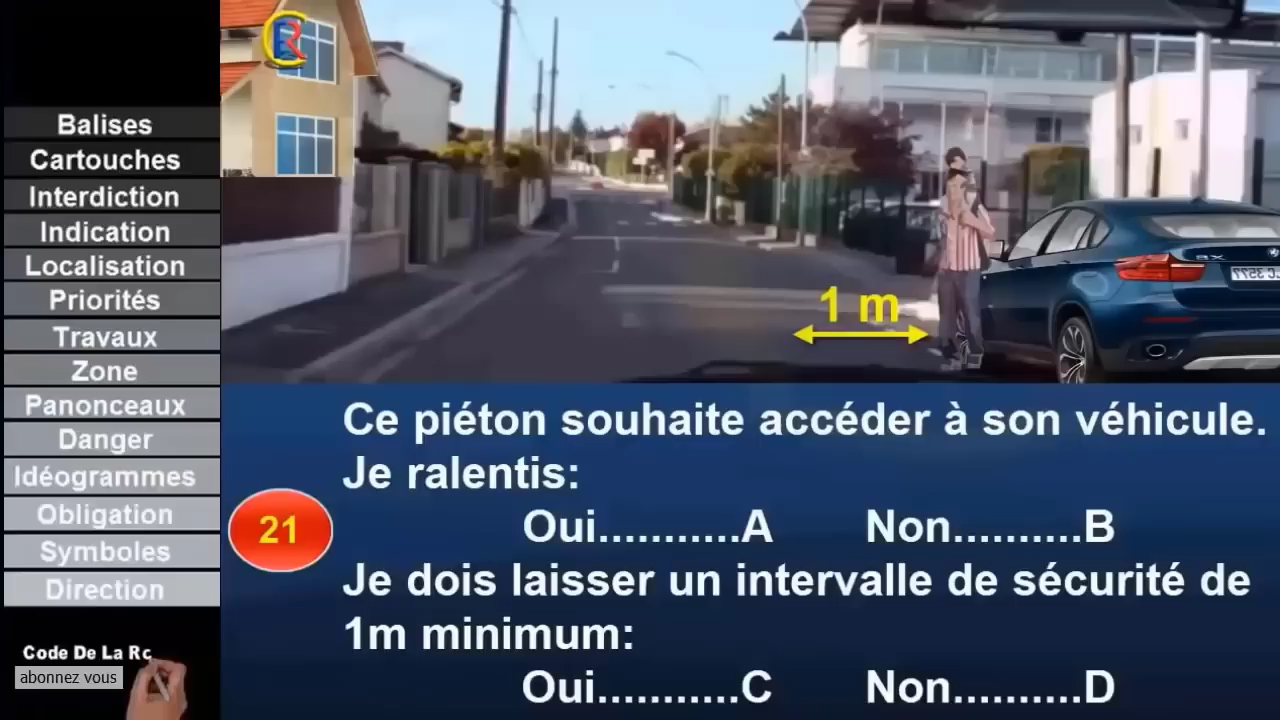 Balises
Cartouches
Interdiction
Indication
Localisation
Priorités
Travaux
Zone
Panonceaux
Danger
Idéogrammes
Obligation
Symboles
Direction
Code De La Rc
abonnez vous
CER
1 m
Ce piéton souhaite accéder à son véhicule.
Je ralentis:
Oui...........A Non..........B
21
Je dois laisser un intervalle de sécurité de
1m minimum:
Oui...........C Non..........D